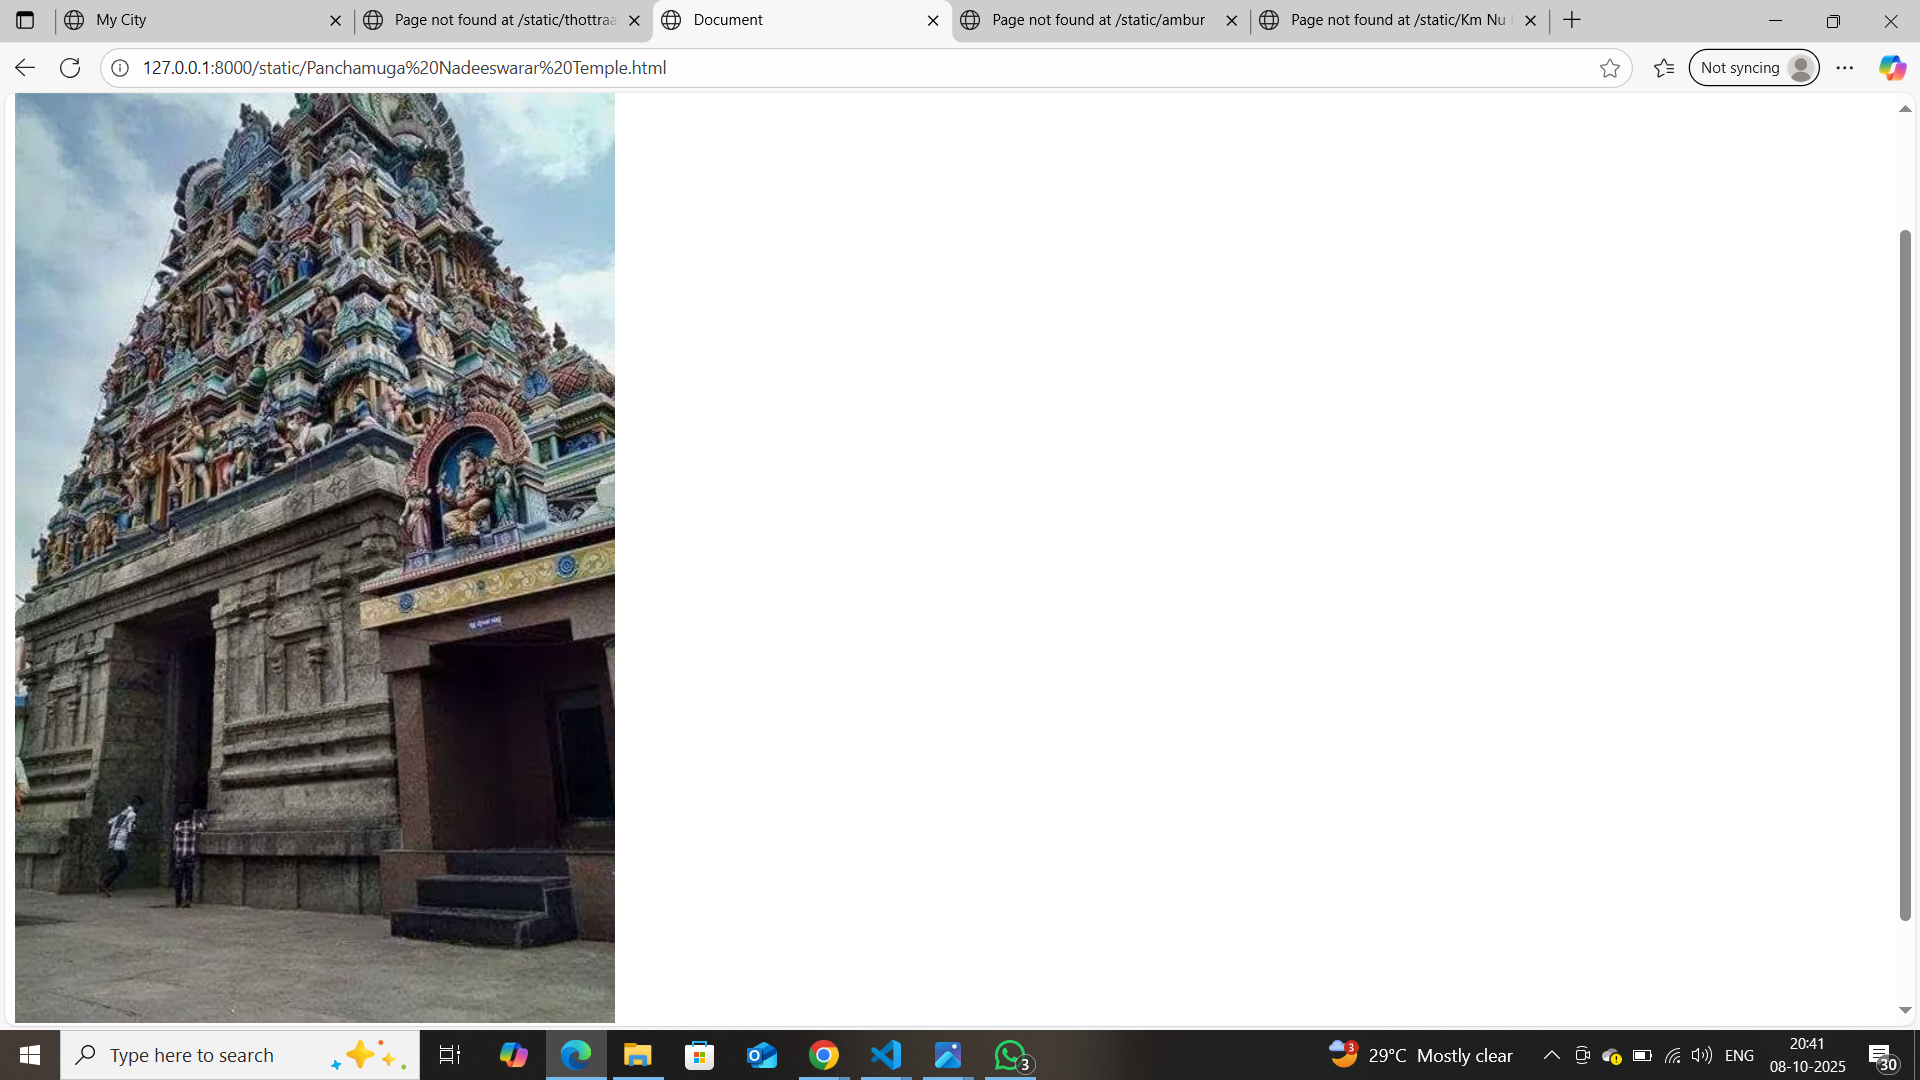 My City
Page not found at /static/thottraa
Document
Page not found at /static/ambur
Page not found at /static/Km Nu
127.0.0.1:8000/static/Panchamuga%20Nadeeswarar%20Temple.html
Not syncing
Type here to search
3
3
29°C Mostly clear
ENG
20:41
08-10-2025
30